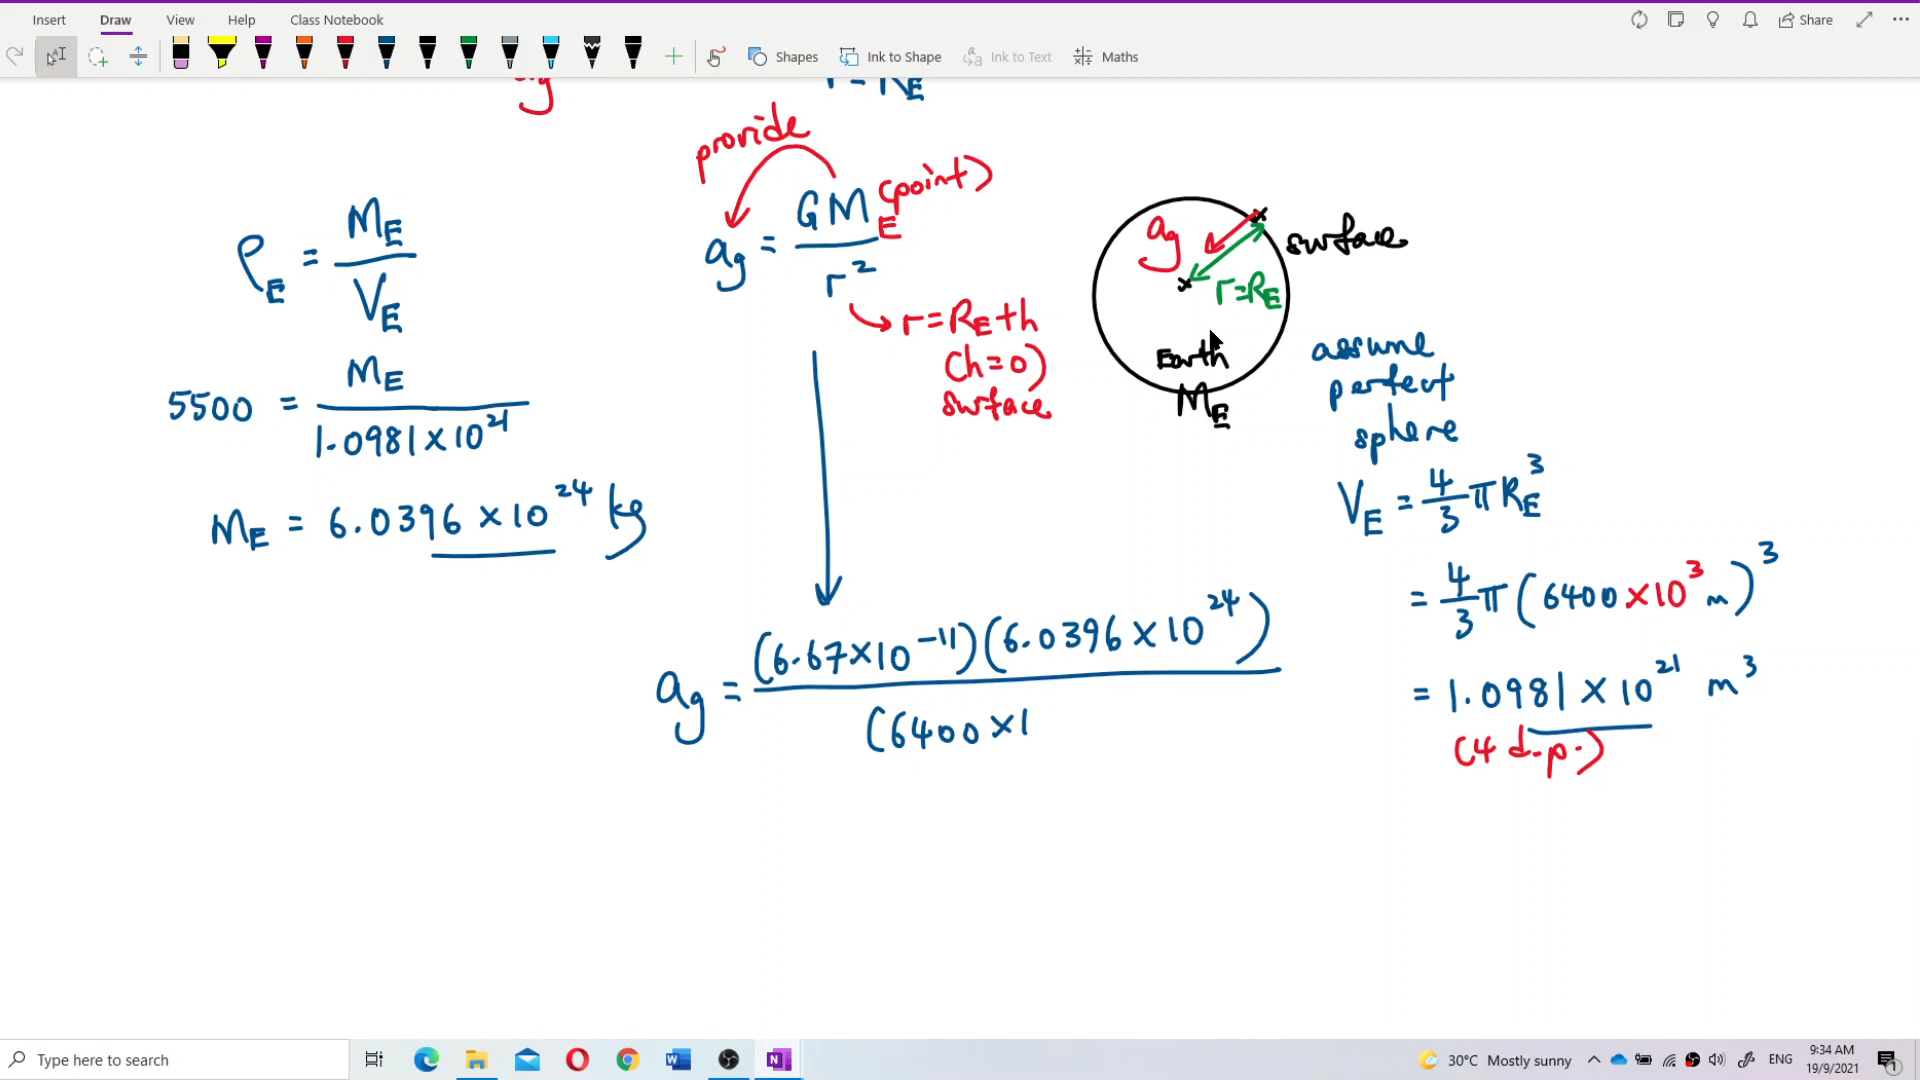 Insert Draw View Help Class Notebook Share
Shapes Ink to Shape Ink to Text Maths
ag r = RE
provide
ρE = ME / VE
ag = GME (point) / r²
r = RE + h
(h = 0)
surface
5500 = ME / 1.0981 × 10²¹
ME = 6.0396 × 10²⁴ kg
ag
surface
r = RE
Earth
ME
assume
perfect
sphere
VE = 4/3 π RE³
= 4/3 π (6400 × 10³ m)³
= 1.0981 × 10²¹ m³
(4 d.p.)
ag = (6.67 × 10⁻¹¹)(6.0396 × 10²⁴) / (6400 × 1
Type here to search
30°C Mostly sunny ENG 9:34 AM
19/9/2021
1